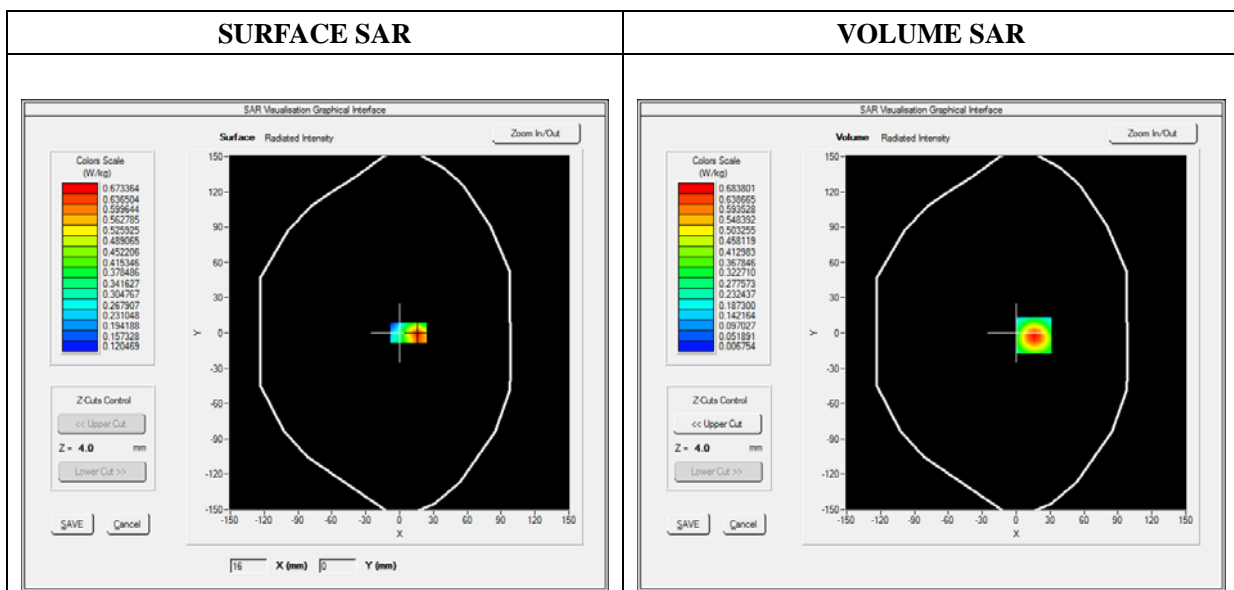 SURFACE SAR
VOLUME SAR
SAR Visualisation Graphical Interface
Surface Radiated Intensity
Zoom In/Out
Colors Scale
(W/kg)
0.673364
0.636504
0.599644
0.562785
0.525925
0.489065
0.452206
0.415346
0.378486
0.341627
0.304767
0.267907
0.231048
0.194188
0.157328
0.120469
Z-Cuts Control
<< Upper Cut
Z = 4.0 mm
Lower Cut >>
SAVE Cancel
150
120
90
60
30
0
-30
-60
-90
-120
-150
Y
-150 -120 -90 -60 -30 0 30 60 90 120 150
X
16 X (mm) 0 Y (mm)
SAR Visualisation Graphical Interface
Volume Radiated Intensity
Zoom In/Out
Colors Scale
(W/kg)
0.683801
0.638665
0.593528
0.548392
0.503255
0.458119
0.412983
0.367846
0.322710
0.277573
0.232437
0.187300
0.142164
0.097027
0.051891
0.006754
Z-Cuts Control
<< Upper Cut
Z = 4.0 mm
Lower Cut >>
SAVE Cancel
150
120
90
60
30
0
-30
-60
-90
-120
-150
Y
-150 -120 -90 -60 -30 0 30 60 90 120 150
X